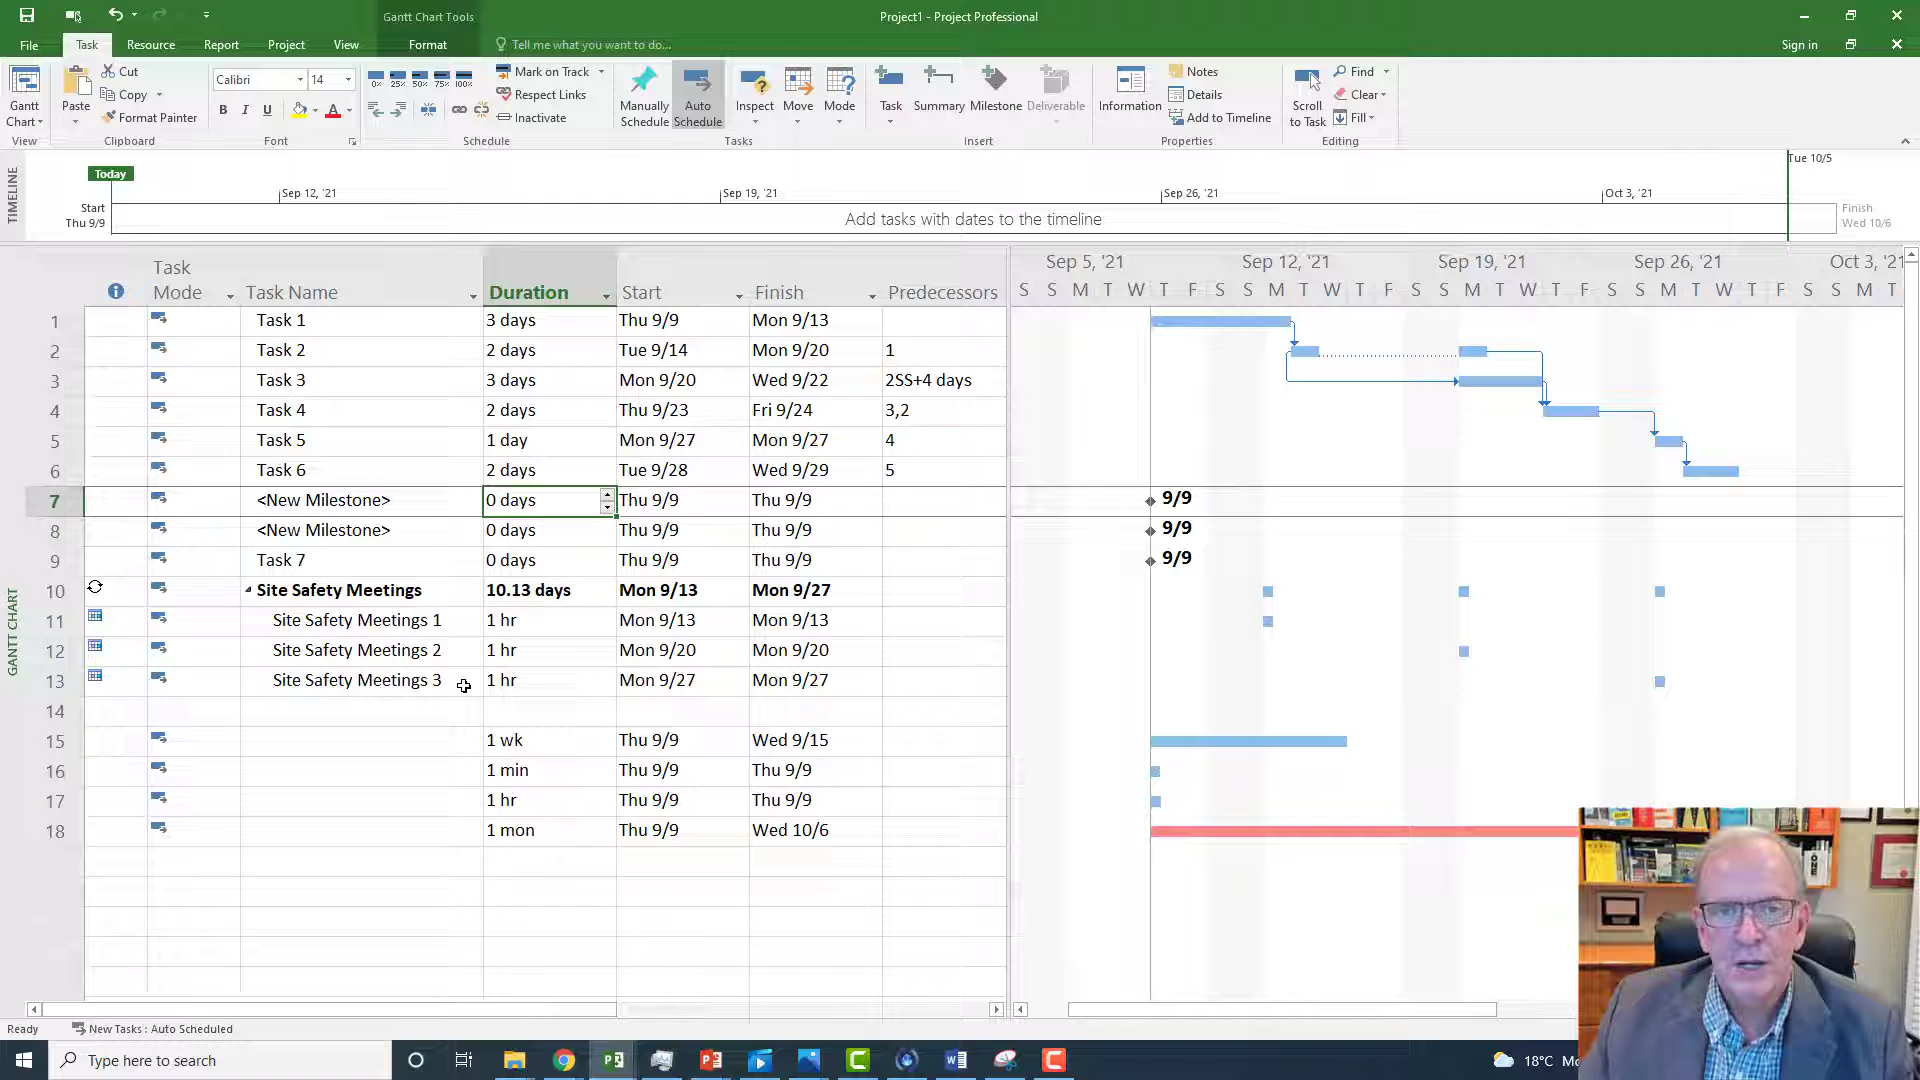 Gantt Chart Tools
Project1 - Project Professional
File Task Resource Report Project View Format Tell me what you want to do... Sign in
Gantt Chart
View
Paste
Cut
Copy
Format Painter
Clipboard
Calibri 14
B I U A
Font
0% 25% 50% 75% 100%
Mark on Track
Respect Links
Inactivate
Schedule
Manually Schedule
Auto Schedule
Inspect
Move
Mode
Tasks
Task
Summary
Milestone
Deliverable
Insert
Information
Notes
Details
Add to Timeline
Properties
Scroll to Task
Find
Clear
Fill
Editing
TIMELINE
Today
Tue 10/5
Sep 12, '21 Sep 19, '21 Sep 26, '21 Oct 3, '21
Start
Thu 9/9
Add tasks with dates to the timeline
Finish
Wed 10/6
GANTT CHART
Task Mode Task Name Duration Start Finish Predecessors
Sep 5, '21 Sep 12, '21 Sep 19, '21 Sep 26, '21 Oct 3, '21
S S M T W T F S S M T W T F S S M T W T F S S M T W T F S S M T
1 Task 1 3 days Thu 9/9 Mon 9/13
2 Task 2 2 days Tue 9/14 Mon 9/20 1
3 Task 3 3 days Mon 9/20 Wed 9/22 2SS+4 days
4 Task 4 2 days Thu 9/23 Fri 9/24 3,2
5 Task 5 1 day Mon 9/27 Mon 9/27 4
6 Task 6 2 days Tue 9/28 Wed 9/29 5
7 <New Milestone> 0 days Thu 9/9 Thu 9/9 9/9
8 <New Milestone> 0 days Thu 9/9 Thu 9/9 9/9
9 Task 7 0 days Thu 9/9 Thu 9/9 9/9
10 Site Safety Meetings 10.13 days Mon 9/13 Mon 9/27
11 Site Safety Meetings 1 1 hr Mon 9/13 Mon 9/13
12 Site Safety Meetings 2 1 hr Mon 9/20 Mon 9/20
13 Site Safety Meetings 3 1 hr Mon 9/27 Mon 9/27
14
15 1 wk Thu 9/9 Wed 9/15
16 1 min Thu 9/9 Thu 9/9
17 1 hr Thu 9/9 Thu 9/9
18 1 mon Thu 9/9 Wed 10/6
Ready New Tasks : Auto Scheduled
Type here to search
18°C